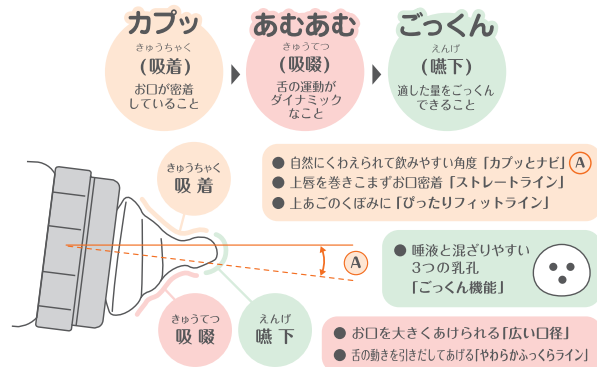 カプッ
きゅうちゃく
(吸着)
お口が密着
していること
あむあむ
きゅうてつ
(吸啜)
舌の運動が
ダイナミック
なこと
ごっくん
えんげ
(嚥下)
適した量をごっくん
できること
きゅうちゃく
吸着
● 自然にくわえられて飲みやすい角度「カプッとナビ」A
● 上唇を巻きこまずお口密着「ストレートライン」
● 上あごのくぼみに「ぴったりフィットライン」
A
● 唾液と混ざりやすい
3つの乳孔
「ごっくん機能」
きゅうてつ
吸啜
えんげ
嚥下
● お口を大きくあけられる「広い口径」
● 舌の動きを引きだしてあげる「やわらかふっくらライン」